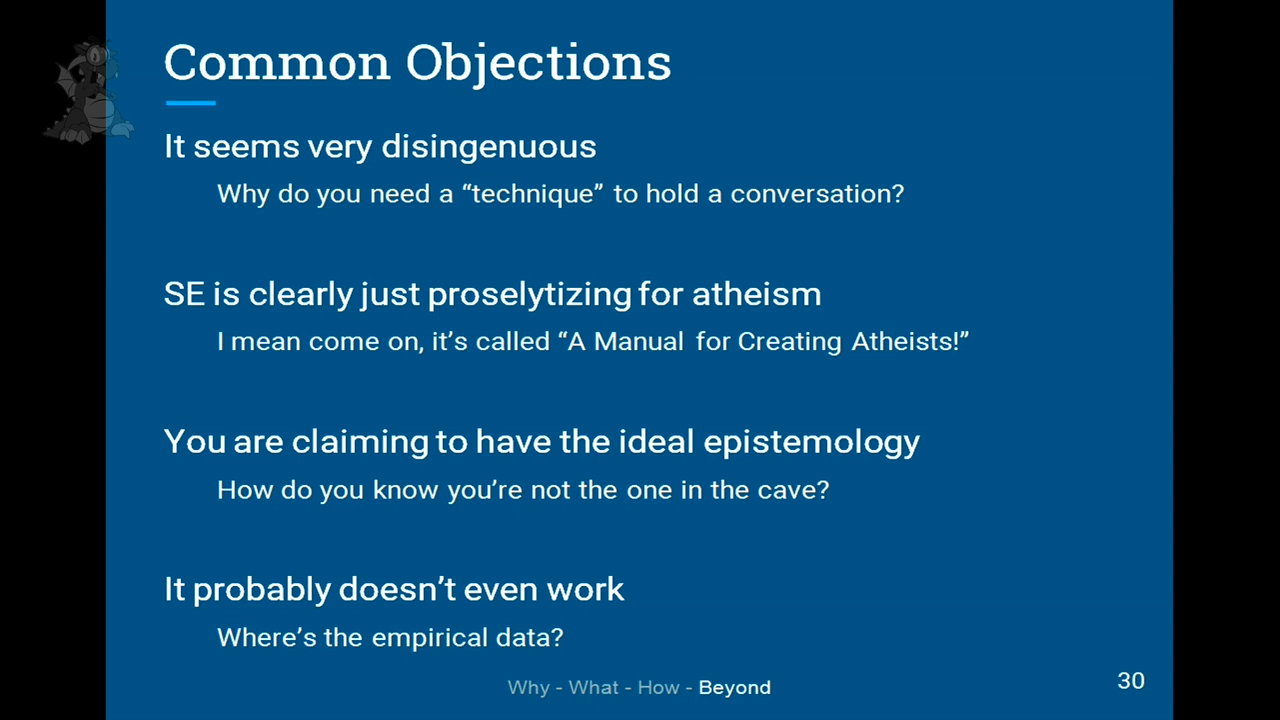 Common Objections
It seems very disingenuous
Why do you need a “technique” to hold a conversation?
SE is clearly just proselytizing for atheism
I mean come on, it’s called “A Manual for Creating Atheists!”
You are claiming to have the ideal epistemology
How do you know you’re not the one in the cave?
It probably doesn’t even work
Where’s the empirical data?
Why - What - How - Beyond
30